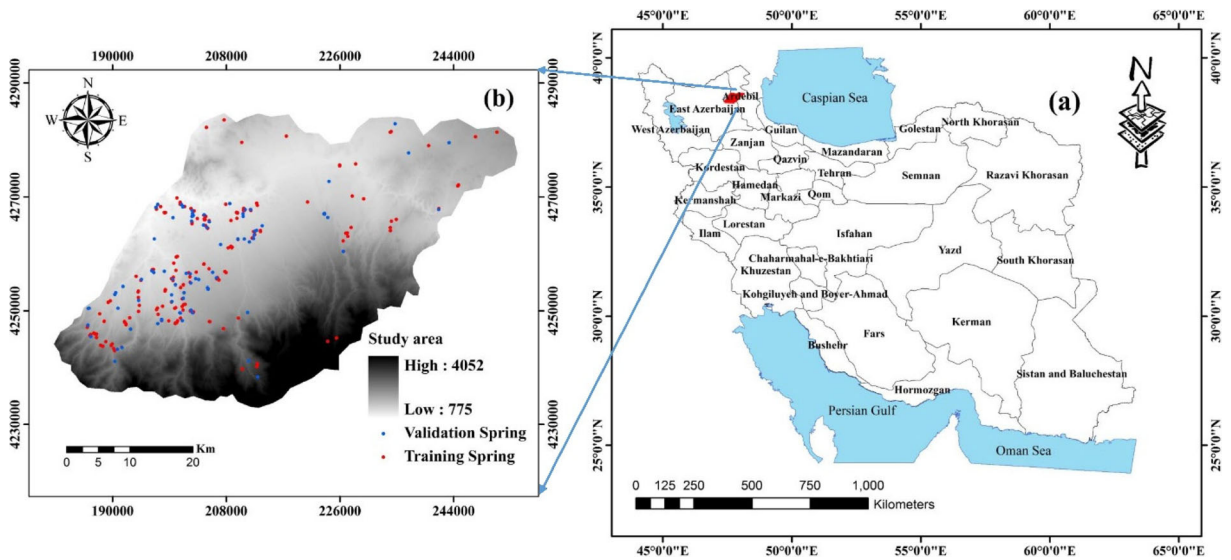 190000
208000
226000
244000
4290000
4270000
4250000
4230000
(b)
N
W
E
S
Study area
High : 4052
Low : 775
Validation Spring
Training Spring
Km
0
5
10
20
190000
208000
226000
244000
4290000
4270000
4250000
4230000
45°0'0"N
50°0'0"N
55°0'0"N
60°0'0"N
65°0'0"N
40°0'0"N
35°0'0"N
30°0'0"N
25°0'0"N
(a)
N
Caspian Sea
Ardebil
East Azerbaijan
West Azerbaijan
Guilan
Golestan
North Khorasan
Zanjan
Mazandaran
Qazvin
Kordestan
Tehran
Semnan
Razavi Khorasan
Hamedan
Markazi
Qom
Kermanshah
Lorestan
Ilam
Isfahan
Yazd
South Khorasan
Chaharmahal-e-Bakhtiari
Khuzestan
Kohgiluyeh and Boyer-Ahmad
Fars
Kerman
Bushehr
Sistan and Baluchestan
Hormozgan
Persian Gulf
Oman Sea
0 125 250 500 750 1,000
Kilometers
40°0'0"N
35°0'0"N
30°0'0"N
25°0'0"N
45°0'0"N
50°0'0"N
55°0'0"N
60°0'0"N
65°0'0"N